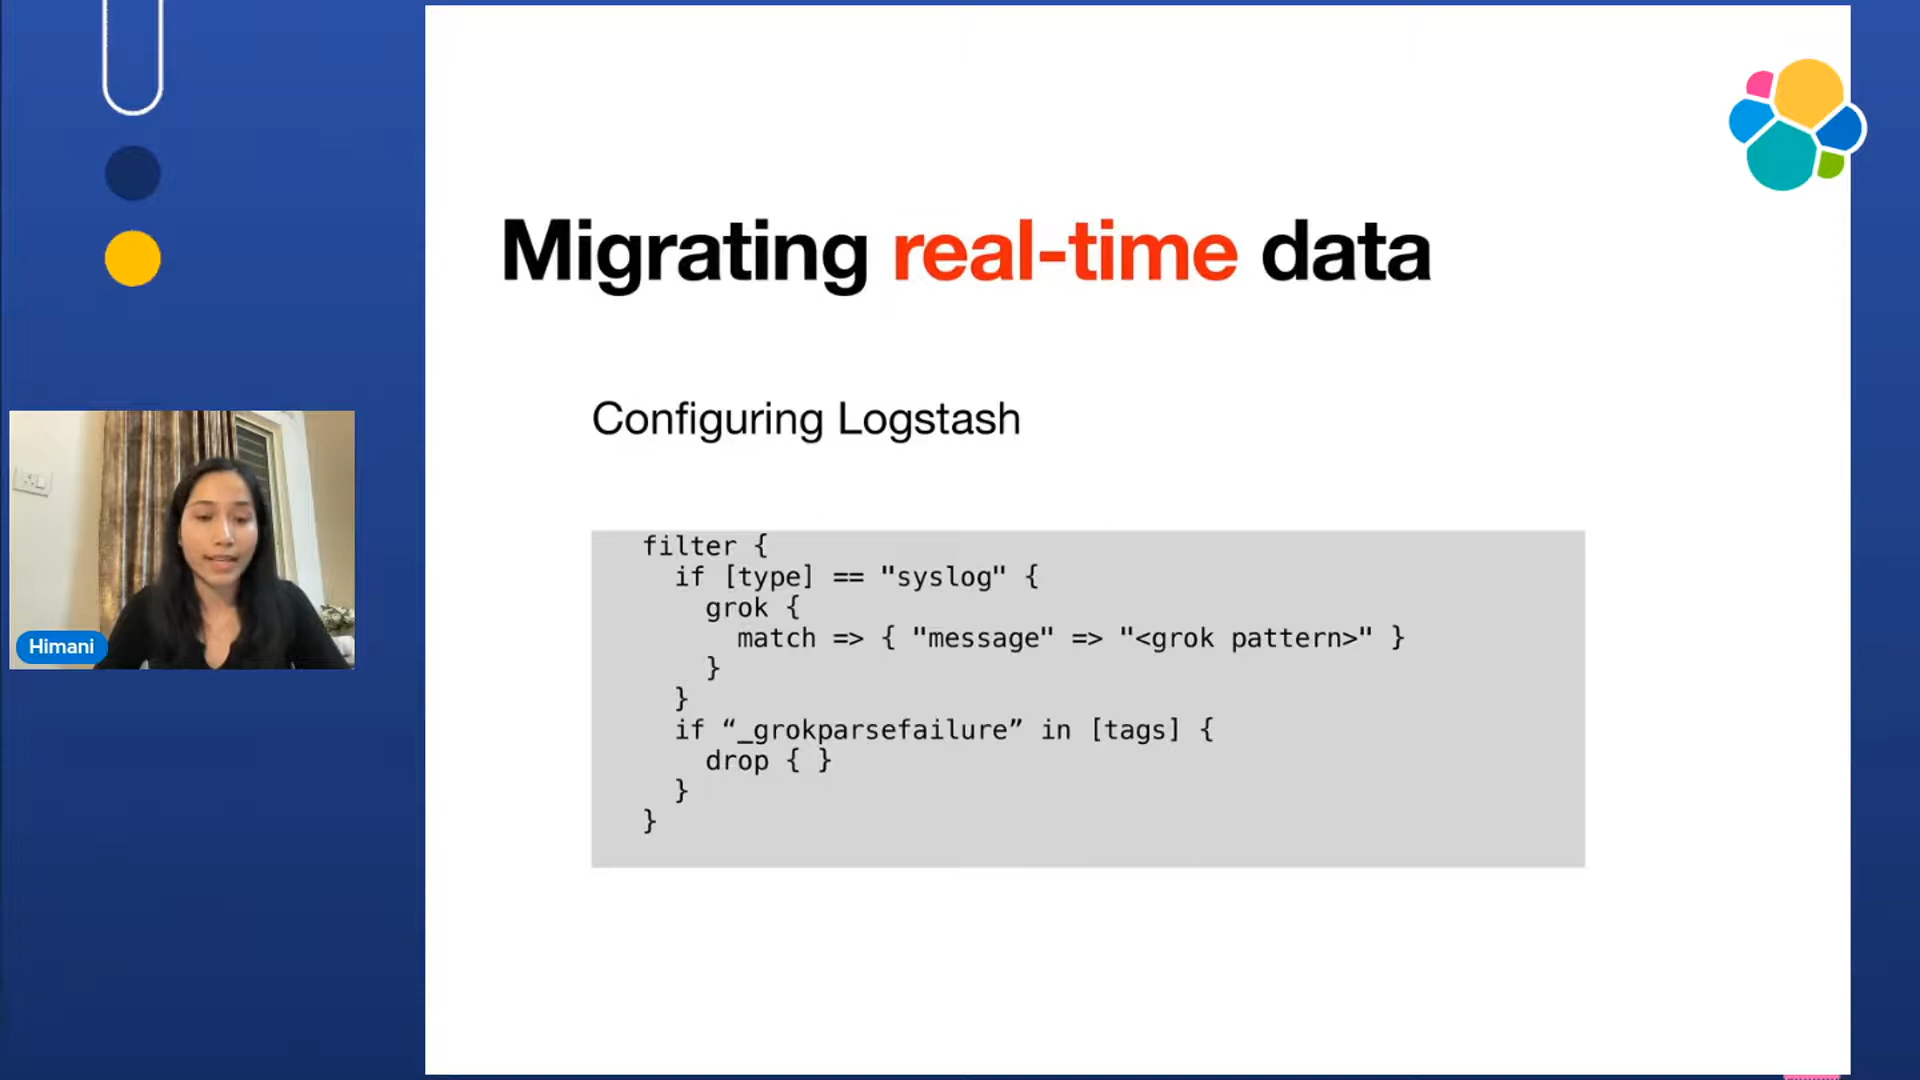 Migrating real-time data
Configuring Logstash
filter {
if [type] == "syslog" {
grok {
match => { "message" => "<grok pattern>" }
}
}
if “_grokparsefailure” in [tags] {
drop { }
}
}
Himani